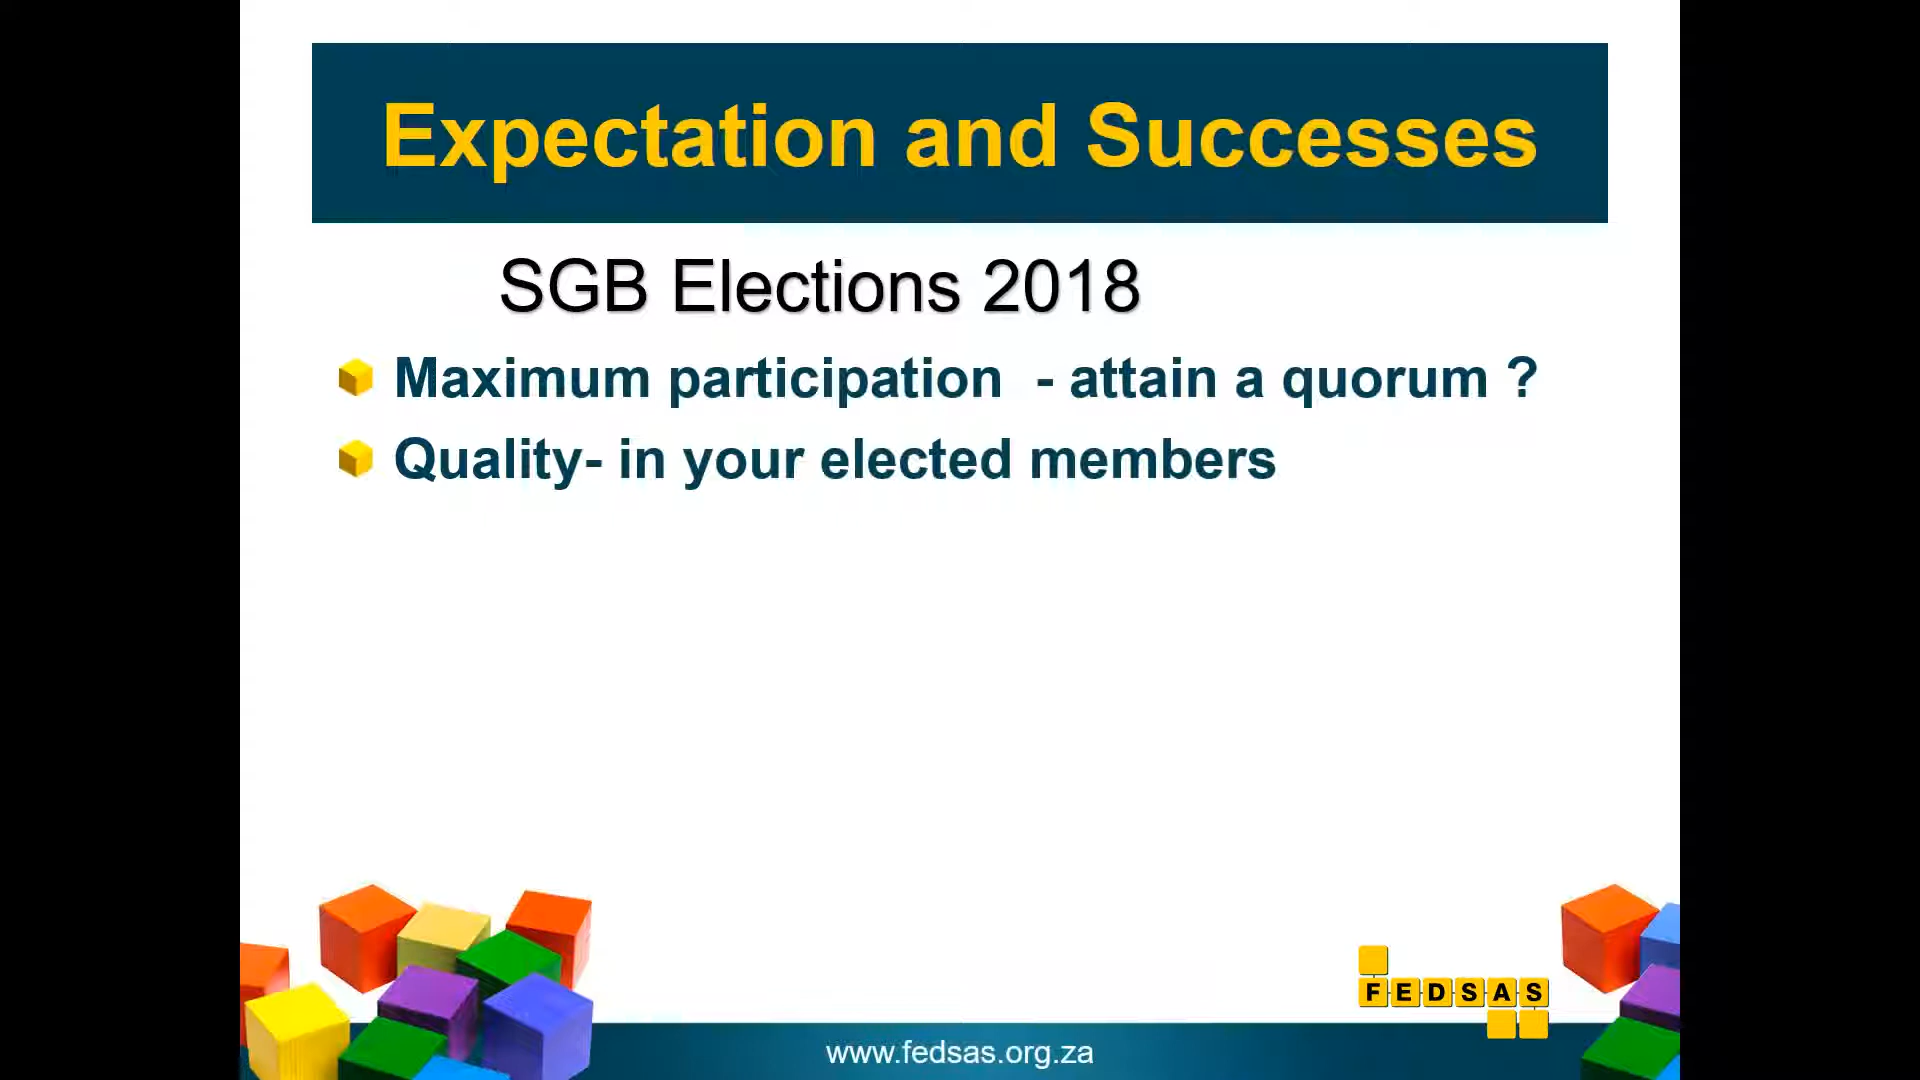 Expectation and Successes
SGB Elections 2018
Maximum participation - attain a quorum ?
Quality- in your elected members
FEDSAS
www.fedsas.org.za